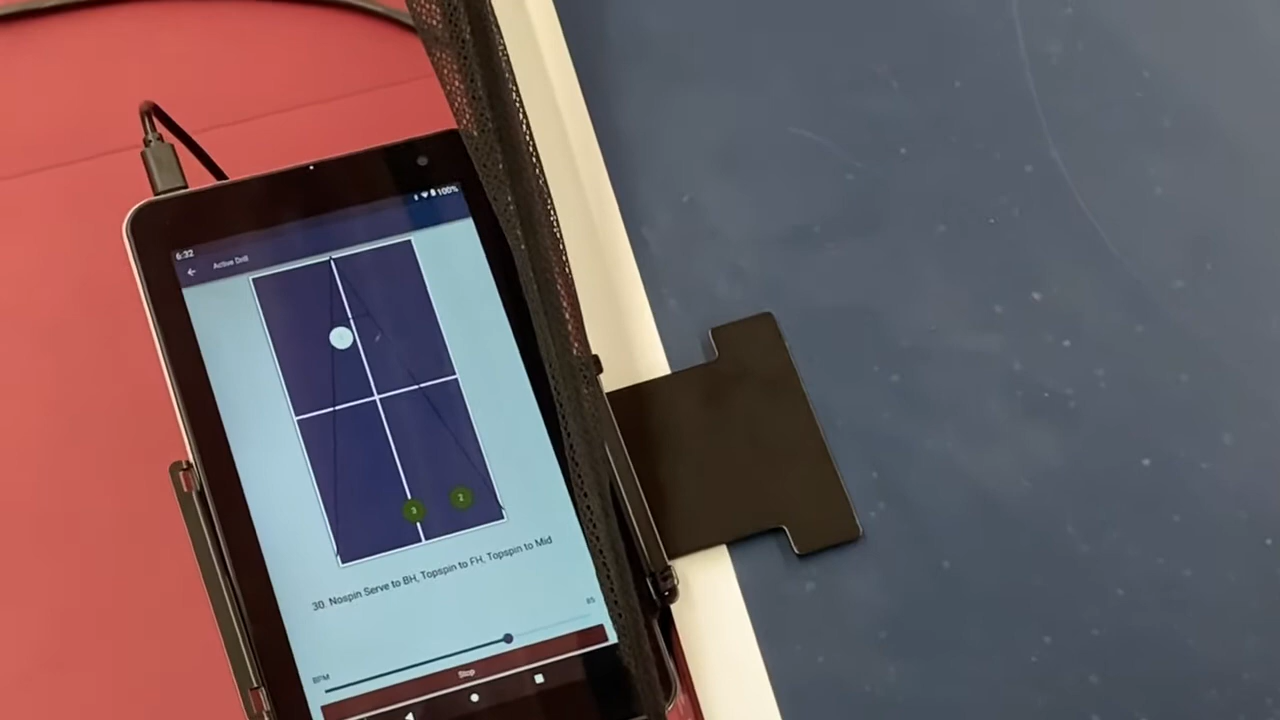 6:32
100%
Active Drill
3
2
30. Nospin Serve to BH, Topspin to FH, Topspin to Mid
85
BPM
Stop